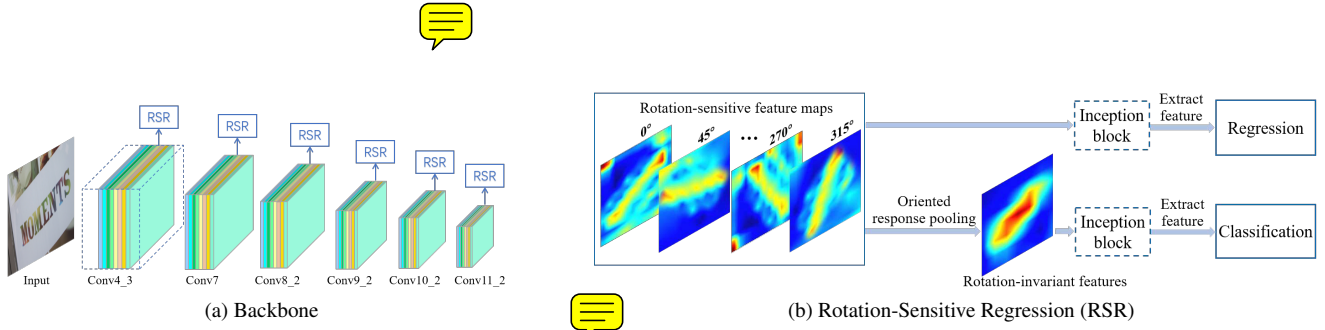 RSR
RSR
RSR
RSR
RSR
RSR
MOMENTS
Input
Conv4_3
Conv7
Conv8_2
Conv9_2
Conv10_2
Conv11_2
(a) Backbone
Rotation-sensitive feature maps
0°
45°
...
270°
315°
Inception
block
Extract
feature
Regression
Oriented
response pooling
Rotation-invariant features
Inception
block
Extract
feature
Classification
(b) Rotation-Sensitive Regression (RSR)